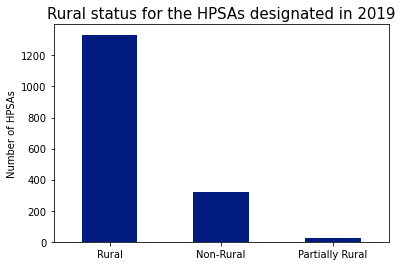 Rural status for the HPSAs designated in 2019
Number of HPSAs
1200
1000
800
600
400
200
0
Rural
Non-Rural
Partially Rural